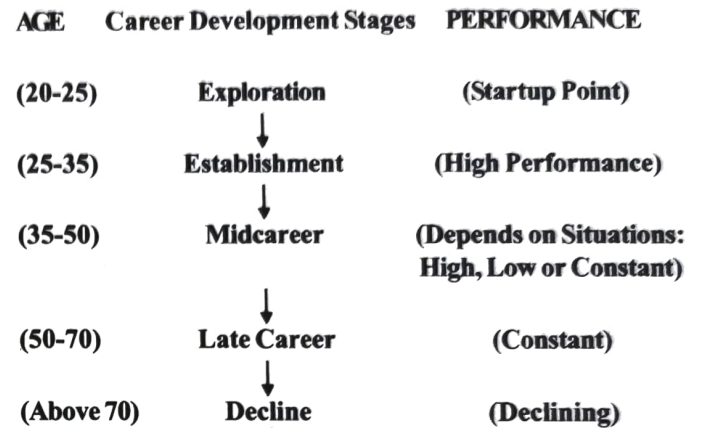 AGE Career Development Stages PERFORMANCE
(20-25) Exploration (Startup Point)
(25-35) Establishment (High Performance)
(35-50) Midcareer (Depends on Situations:
High, Low or Constant)
(50-70) Late Career (Constant)
(Above 70) Decline (Declining)